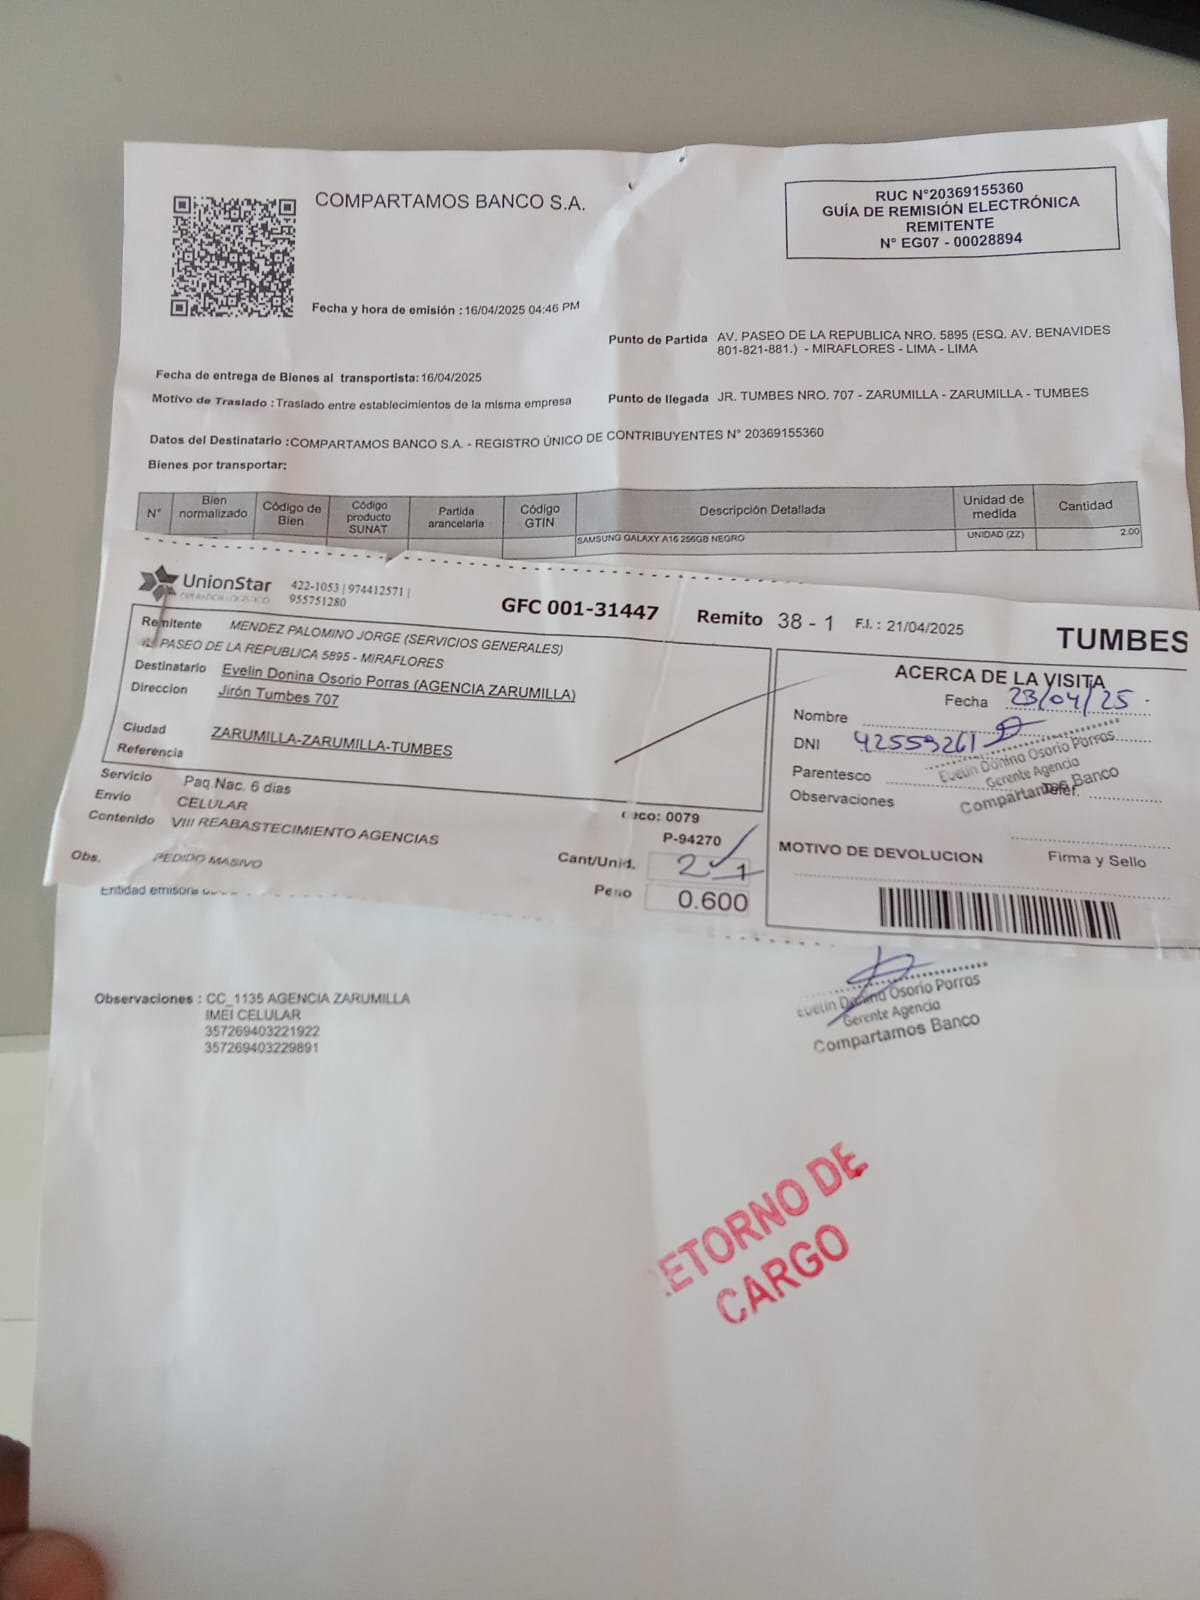 COMPARTAMOS BANCO S.A.
RUC N°20369155360
GUÍA DE REMISIÓN ELECTRÓNICA
REMITENTE
N° EG07 - 00028894
Fecha y hora de emisión : 16/04/2025 04:46 PM
Punto de Partida AV. PASEO DE LA REPUBLICA NRO. 5895 (ESQ. AV. BENAVIDES
801-821-881.) - MIRAFLORES - LIMA - LIMA
Fecha de entrega de Bienes al transportista: 16/04/2025
Motivo de Traslado : Traslado entre establecimientos de la misma empresa
Punto de llegada JR. TUMBES NRO. 707 - ZARUMILLA - ZARUMILLA - TUMBES
Datos del Destinatario : COMPARTAMOS BANCO S.A. - REGISTRO ÚNICO DE CONTRIBUYENTES N° 20369155360
Bienes por transportar:
N° Bien normalizado Código de Bien Código producto SUNAT Partida arancelaria Código GTIN Descripción Detallada Unidad de medida Cantidad
SAMSUNG GALAXY A16 256GB NEGRO UNIDAD (ZZ) 2.00
UnionStar
OPERADOR LOGISTICO
422-1053 | 974412571 |
955751280
GFC 001-31447 Remito 38 - 1 F.I. : 21/04/2025
TUMBES
Remitente MENDEZ PALOMINO JORGE (SERVICIOS GENERALES)
PASEO DE LA REPUBLICA 5895 - MIRAFLORES
Destinatario Evelin Donina Osorio Porras (AGENCIA ZARUMILLA)
Direccion Jirón Tumbes 707
Ciudad ZARUMILLA-ZARUMILLA-TUMBES
Referencia
Servicio Paq.Nac. 6 dias
Envio CELULAR
Contenido VIII REABASTECIMIENTO AGENCIAS
Obs. PEDIDO MASIVO
ceco: 0079
P-94270
Cant/Unid. 2 1
Peso 0.600
ACERCA DE LA VISITA
Fecha 23/04/25
Nombre
DNI 42559261
Evelin Donina Osorio Porras
Gerente Agencia
Compartamos Banco
Parentesco Telef.
Observaciones
MOTIVO DE DEVOLUCION
Firma y Sello
Entidad emisora
Observaciones : CC_1135 AGENCIA ZARUMILLA
IMEI CELULAR
357269403221922
357269403229891
Evelin Donina Osorio Porras
Gerente Agencia
Compartamos Banco
RETORNO DE
CARGO